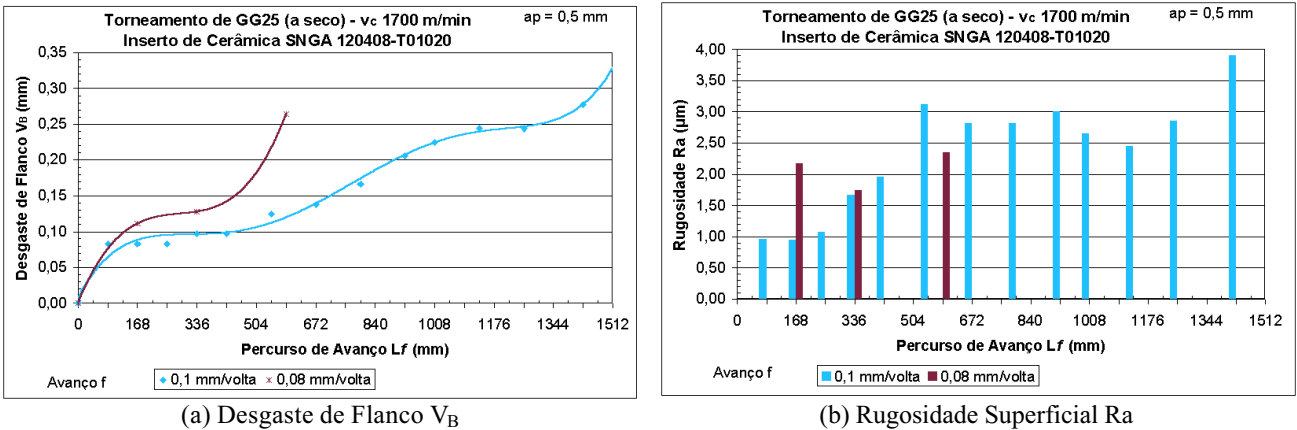 Torneamento de GG25 (a seco) - vc 1700 m/min
ap = 0,5 mm
Inserto de Cerâmica SNGA 120408-T01020
Desgaste de Flanco VB (mm)
0,35
0,30
0,25
0,20
0,15
0,10
0,05
0,00
0 168 336 504 672 840 1008 1176 1344 1512
Percurso de Avanço Lf (mm)
Avanço f
0,1 mm/volta 0,08 mm/volta
(a) Desgaste de Flanco VB
Torneamento de GG25 (a seco) - vc 1700 m/min
ap = 0,5 mm
Inserto de Cerâmica SNGA 120408-T01020
Rugosidade Ra (µm)
4,00
3,50
3,00
2,50
2,00
1,50
1,00
0,50
0,00
0 168 336 504 672 840 1008 1176 1344 1512
Percurso de Avanço Lf (mm)
Avanço f
0,1 mm/volta 0,08 mm/volta
(b) Rugosidade Superficial Ra